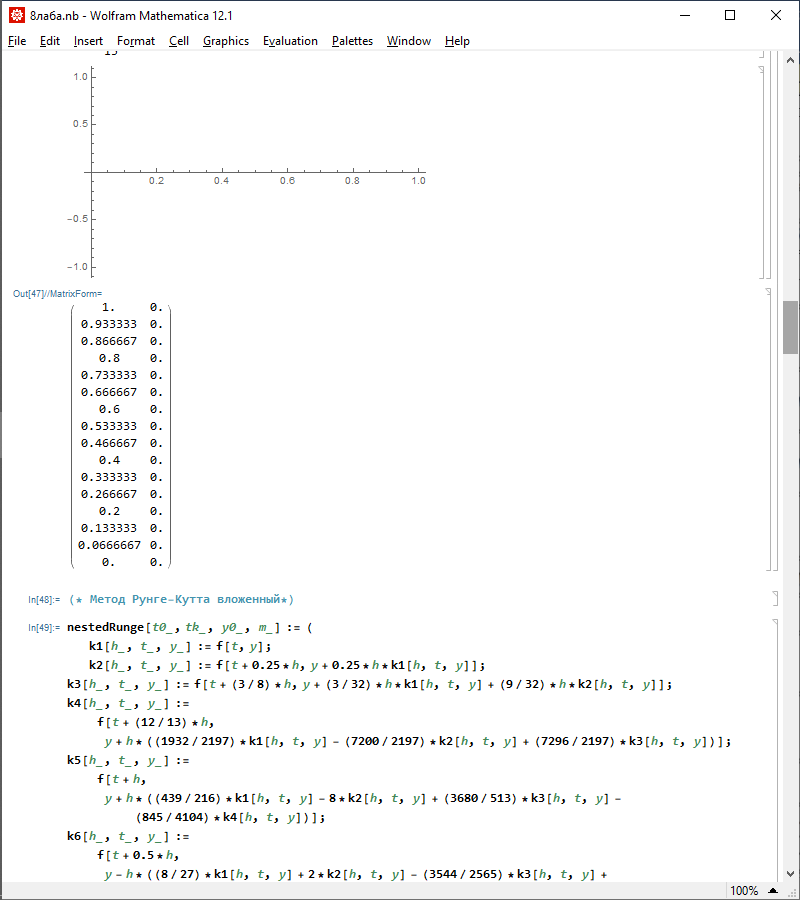 8лаба.nb - Wolfram Mathematica 12.1
File Edit Insert Format Cell Graphics Evaluation Palettes Window Help
1.0
0.5
0.2 0.4 0.6 0.8 1.0
-0.5
-1.0
Out[47]//MatrixForm=
1. 0.
0.933333 0.
0.866667 0.
0.8 0.
0.733333 0.
0.666667 0.
0.6 0.
0.533333 0.
0.466667 0.
0.4 0.
0.333333 0.
0.266667 0.
0.2 0.
0.133333 0.
0.0666667 0.
0. 0.
In[48]:= (* Метод Рунге-Кутта вложенный*)
In[49]:= nestedRunge[t0_, tk_, y0_, m_] := (
k1[h_, t_, y_] := f[t, y];
k2[h_, t_, y_] := f[t + 0.25*h, y + 0.25*h*k1[h, t, y]];
k3[h_, t_, y_] := f[t + (3/8)*h, y + (3/32)*h*k1[h, t, y] + (9/32)*h*k2[h, t, y]];
k4[h_, t_, y_] :=
f[t + (12/13)*h,
y + h*((1932/2197)*k1[h, t, y] - (7200/2197)*k2[h, t, y] + (7296/2197)*k3[h, t, y])];
k5[h_, t_, y_] :=
f[t + h,
y + h*((439/216)*k1[h, t, y] - 8*k2[h, t, y] + (3680/513)*k3[h, t, y] -
(845/4104)*k4[h, t, y])];
k6[h_, t_, y_] :=
f[t + 0.5*h,
y - h*((8/27)*k1[h, t, y] + 2*k2[h, t, y] - (3544/2565)*k3[h, t, y] +
100%